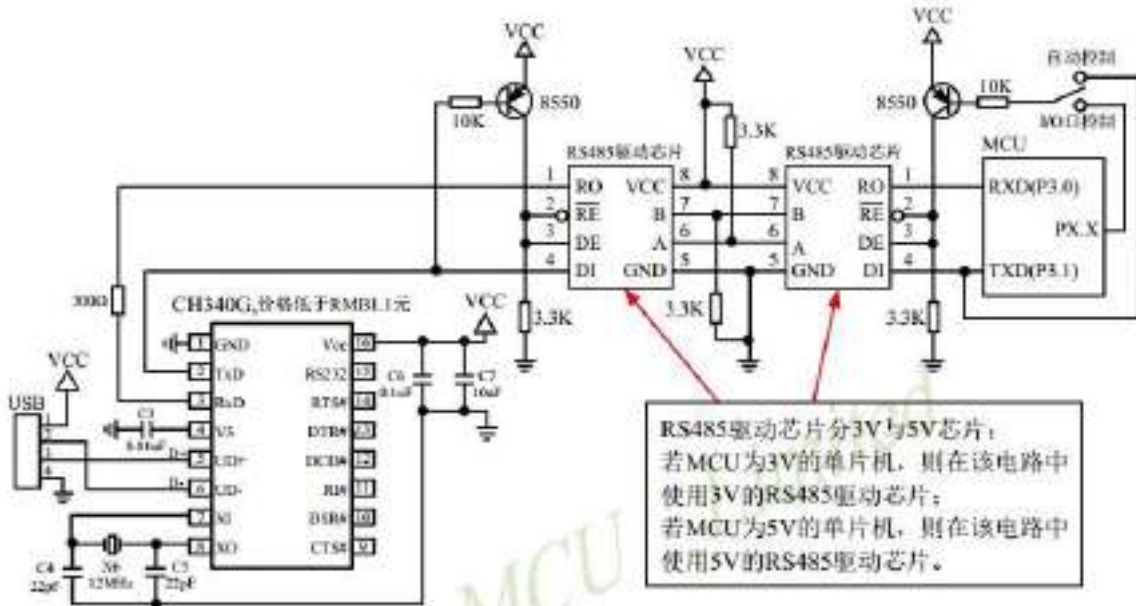 VCC
VCC
VCC
自动控制
8550
8550
10K
10K
I/O口控制
3.3K
MCU
RS485驱动芯片
RS485驱动芯片
1 RO VCC 8
8 VCC RO 1
RXD(P3.0)
2 RE B 7
7 B RE 2
PX.X
3 DE A 6
6 A DE 3
4 DI GND 5
5 GND DI 4
TXD(P3.1)
300Ω
CH340G,价格低于RMB1.1元
VCC
3.3K
3.3K
3.3K
1 GND Vcc 16
2 TxD RS232 15
3 RxD RTS# 14
4 V3 DTR# 13
5 UD+ DCD# 12
6 UD- RI# 11
7 XI DSR# 10
8 XO CTS# 9
C6
0.1uF
C7
10uF
VCC
USB
1
2
3
4
C3
0.01uF
D-
C4
22pF
X6
12MHz
C5
22pF
RS485驱动芯片分3V与5V芯片;
若MCU为3V的单片机,则在该电路中
使用3V的RS485驱动芯片;
若MCU为5V的单片机,则在该电路中
使用5V的RS485驱动芯片。
MCU